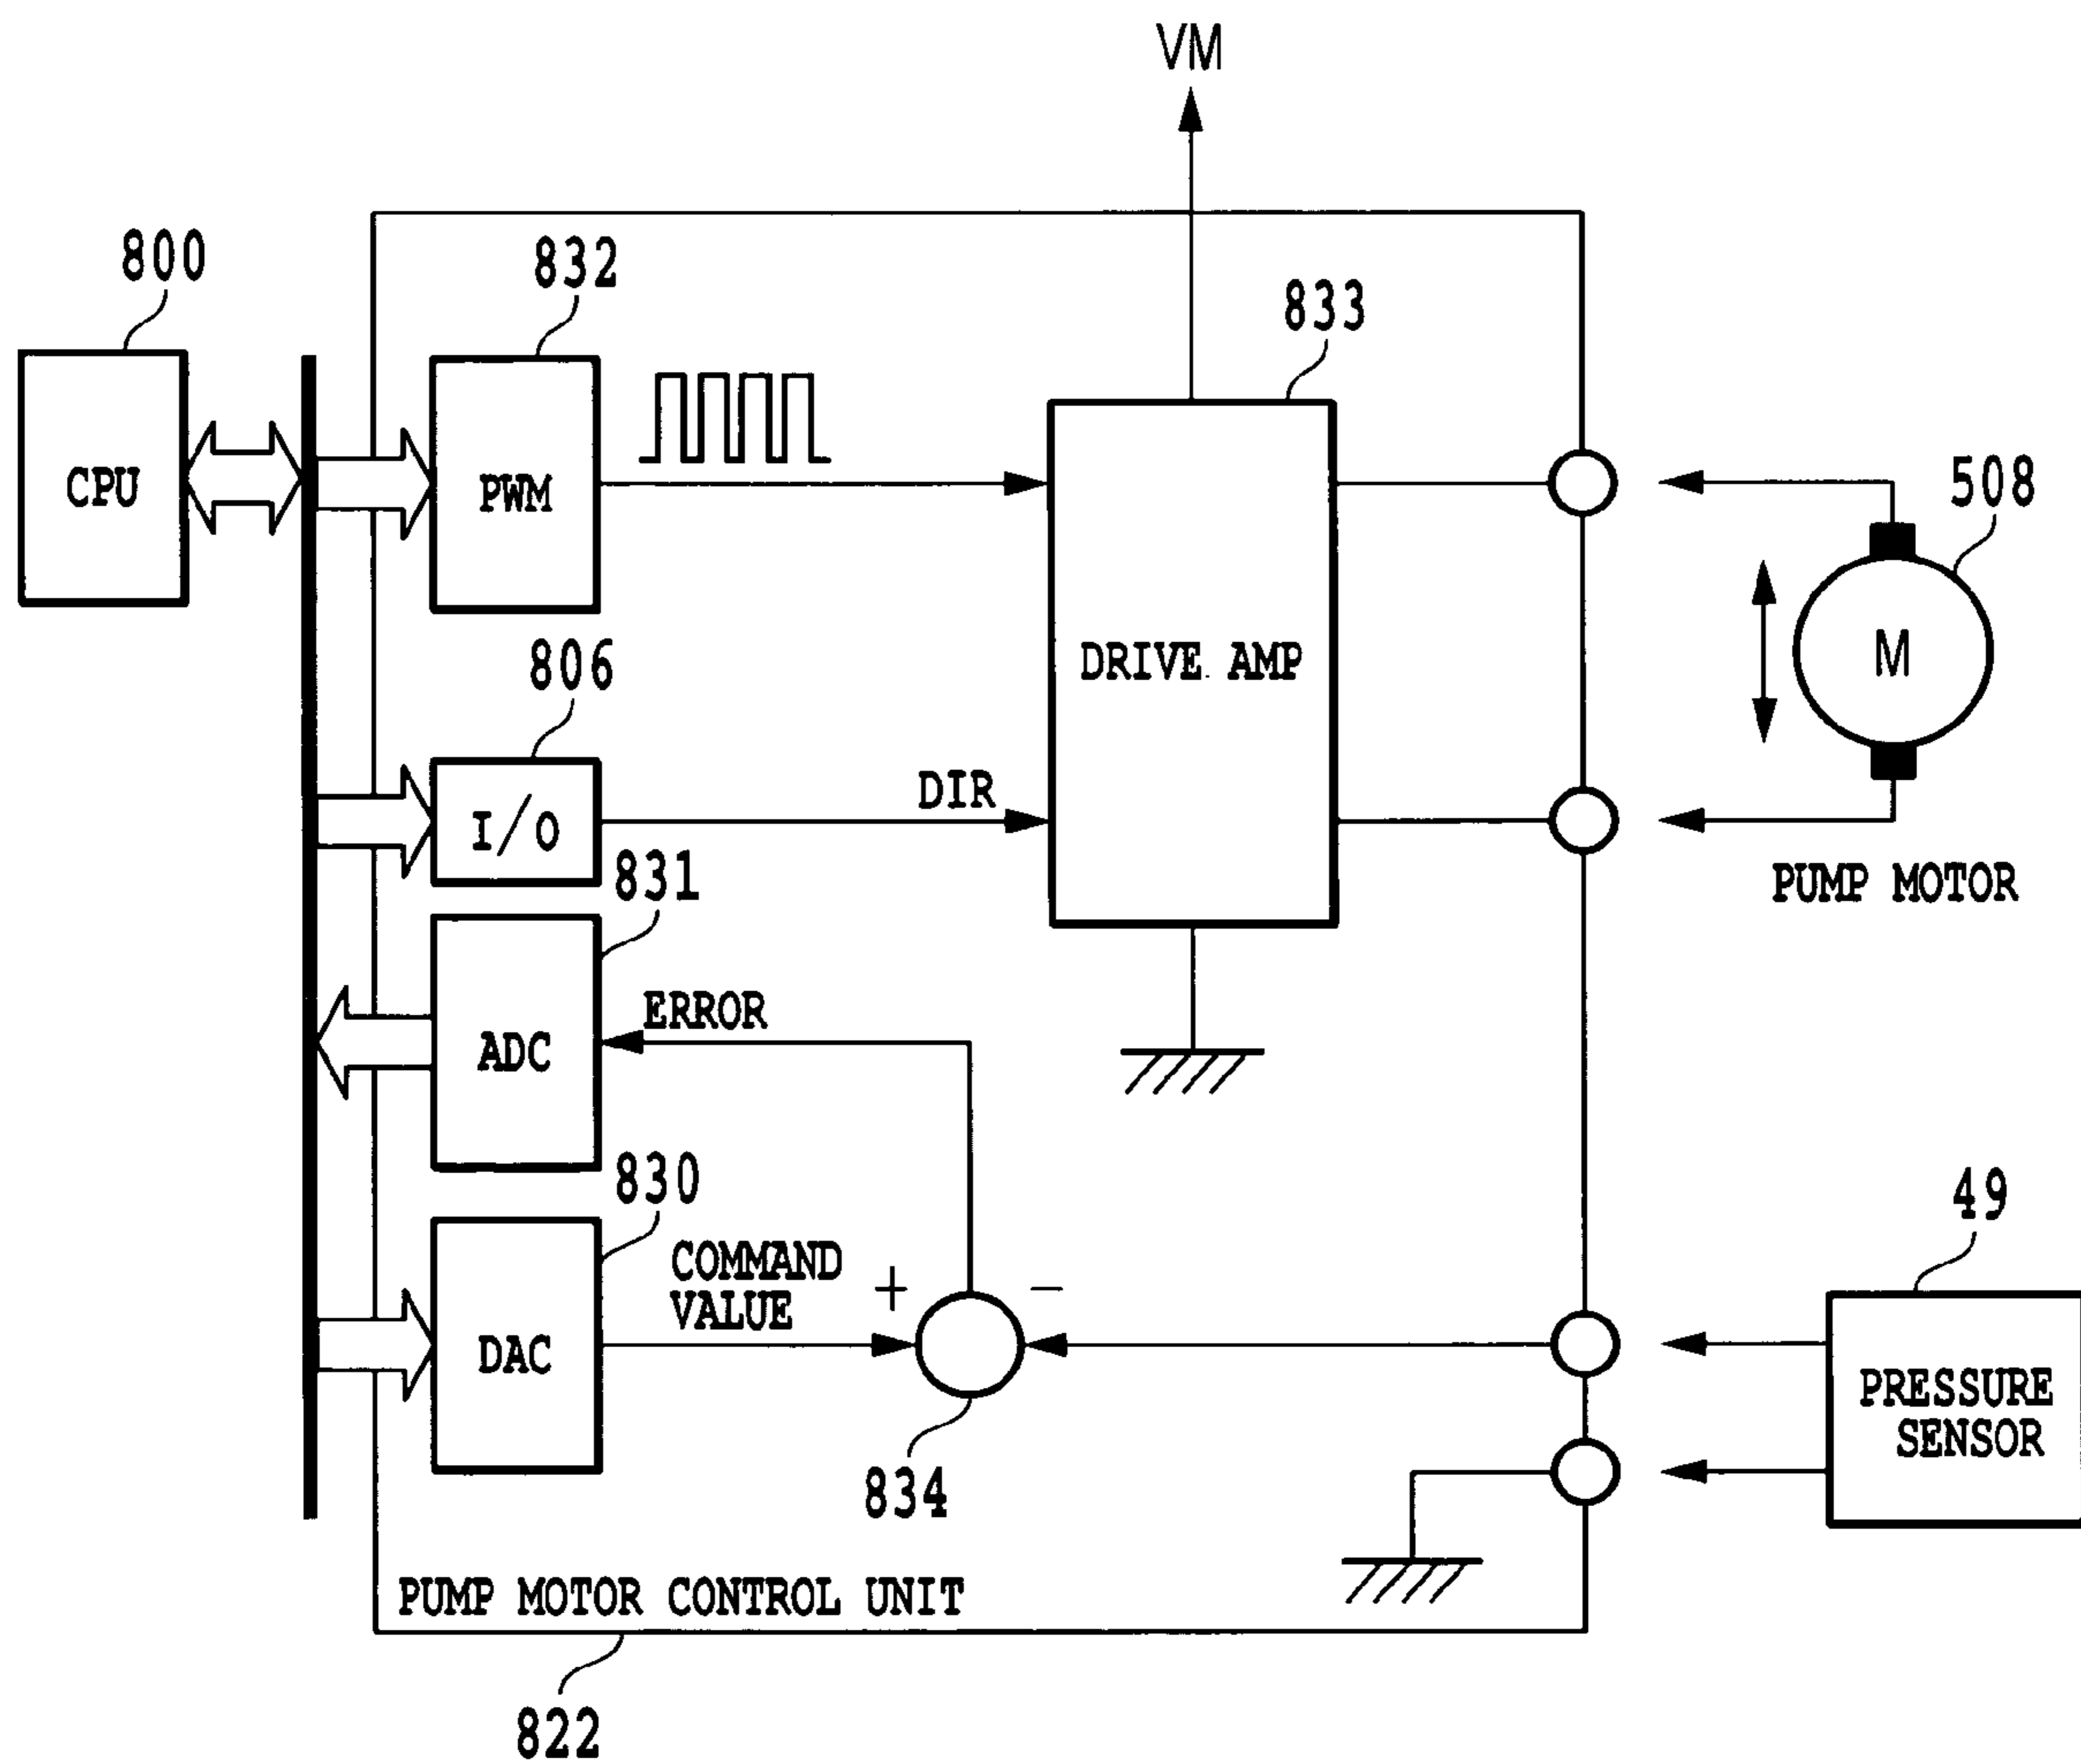 VM
800
832
833
CPU
PWM
508
DRIVE AMP
M
806
I/O
DIR
831
PUMP MOTOR
ERROR
ADC
830
49
COMMAND
VALUE
+
−
DAC
PRESSURE
SENSOR
834
PUMP MOTOR CONTROL UNIT
822